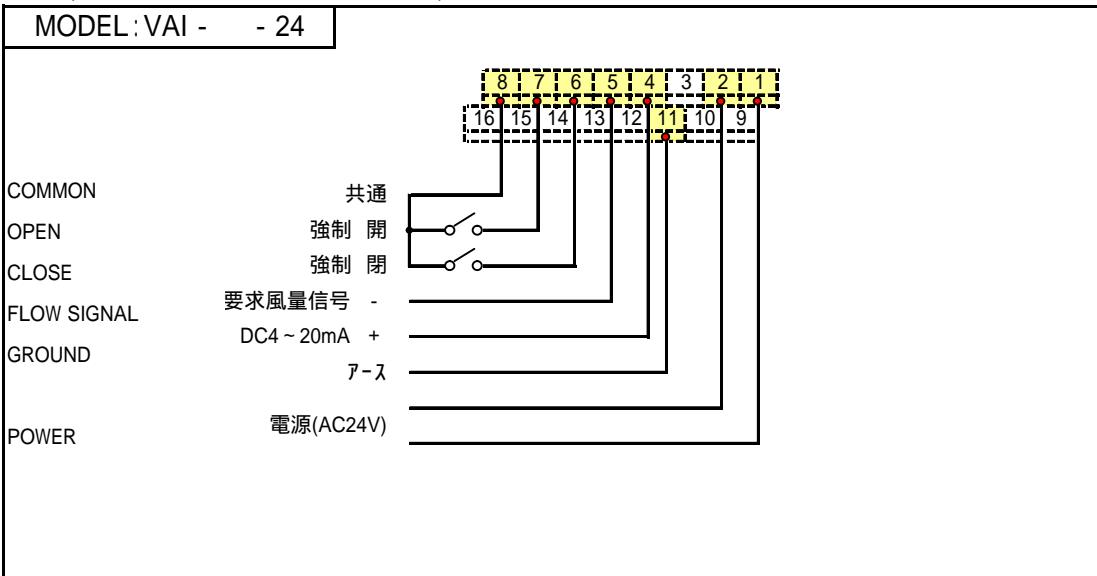 MODEL:VAI -    - 24
8 7 6 5 4 3 2 1
16 15 14 13 12 11 10 9
COMMON 共通
OPEN 強制 開
CLOSE 強制 閉
FLOW SIGNAL 要求風量信号 -
DC4~20mA +
GROUND ｱｰｽ
POWER 電源(AC24V)